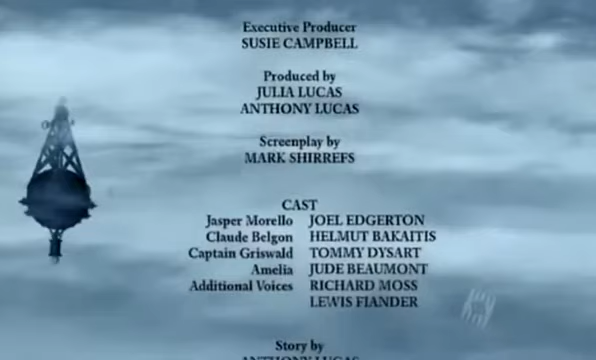 Executive Producer
SUSIE CAMPBELL
Produced by
JULIA LUCAS
ANTHONY LUCAS
Screenplay by
MARK SHIRREFS
CAST
Jasper Morello JOEL EDGERTON
Claude Belgon HELMUT BAKAITIS
Captain Griswald TOMMY DYSART
Amelia JUDE BEAUMONT
Additional Voices RICHARD MOSS
LEWIS FIANDER
Story by
ANTHONY LUCAS